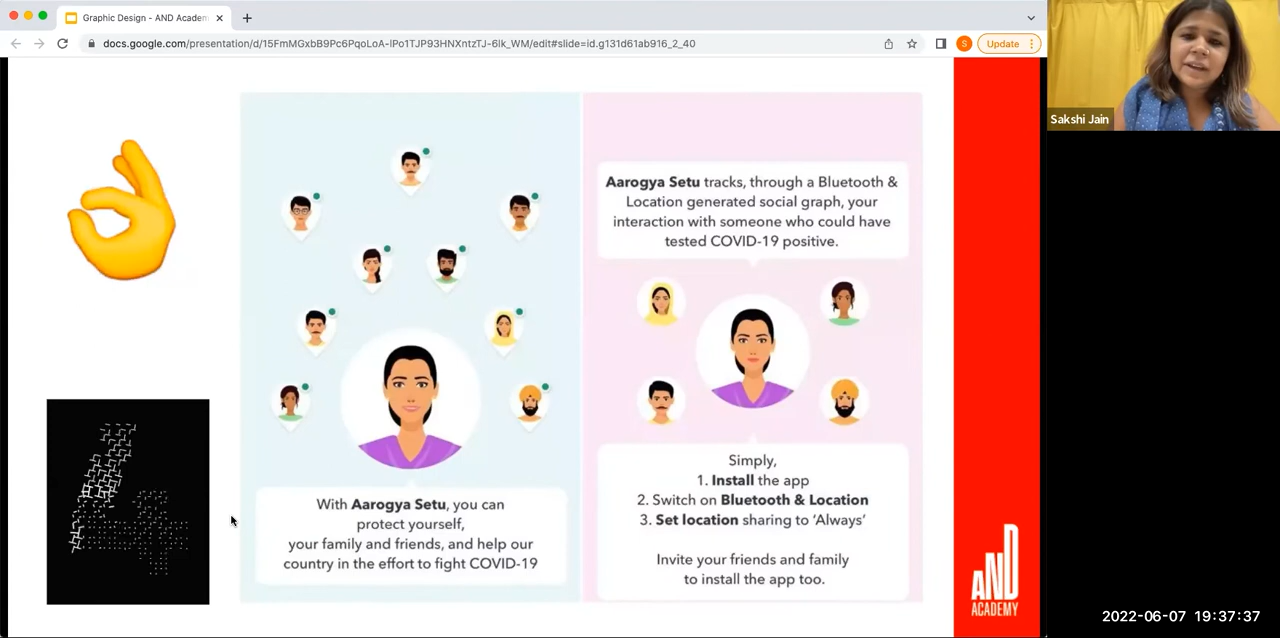 Graphic Design - AND Academ
docs.google.com/presentation/d/15FmMGxbB9Pc6PqoLoA-lPo1TJP93HNXntzTJ-6lk_WM/edit#slide=id.g131d61ab916_2_40
S
Update
Sakshi Jain
With Aarogya Setu, you can
protect yourself,
your family and friends, and help our
country in the effort to fight COVID-19
Aarogya Setu tracks, through a Bluetooth &
Location generated social graph, your
interaction with someone who could have
tested COVID-19 positive.
Simply,
1. Install the app
2. Switch on Bluetooth & Location
3. Set location sharing to ‘Always’
Invite your friends and family
to install the app too.
4
AND
ACADEMY
2022-06-07 19:37:37